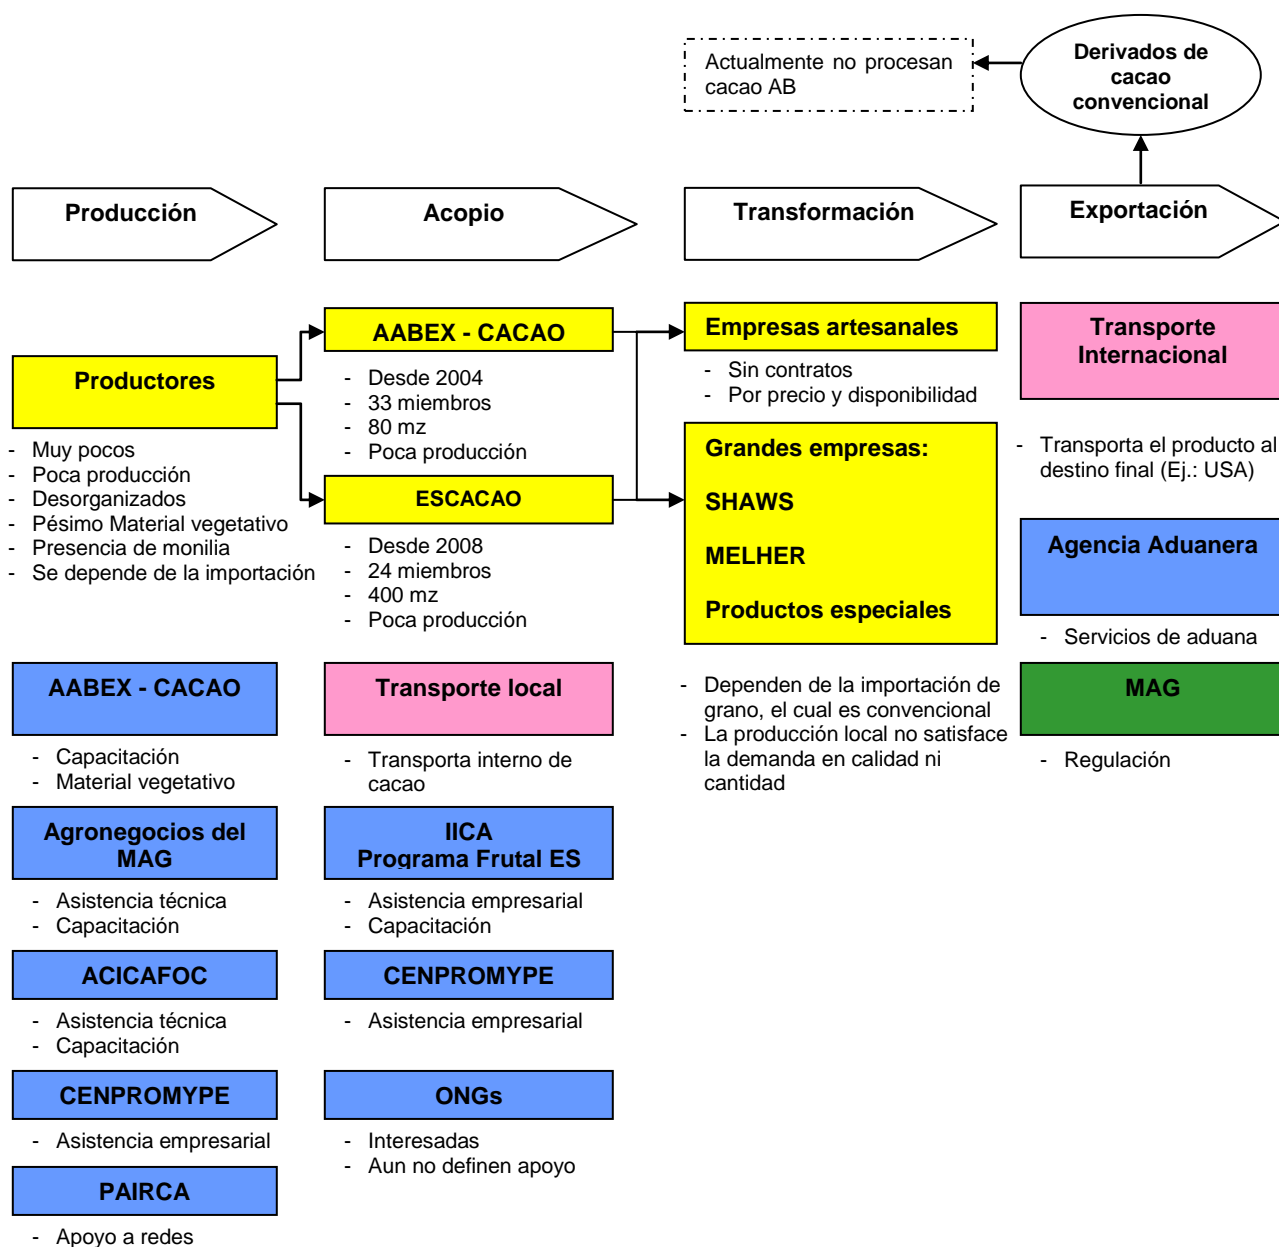 Actualmente no procesan
cacao AB
Derivados de
cacao
convencional
Producción
Acopio
Transformación
Exportación
Productores
- Muy pocos
- Poca producción
- Desorganizados
- Pésimo Material vegetativo
- Presencia de monilia
- Se depende de la importación
AABEX - CACAO
- Desde 2004
- 33 miembros
- 80 mz
- Poca producción
ESCACAO
- Desde 2008
- 24 miembros
- 400 mz
- Poca producción
Empresas artesanales
- Sin contratos
- Por precio y disponibilidad
Grandes empresas:
SHAWS
MELHER
Productos especiales
- Dependen de la importación de
grano, el cual es convencional
- La producción local no satisface
la demanda en calidad ni
cantidad
Transporte
Internacional
- Transporta el producto al
destino final (Ej.: USA)
Agencia Aduanera
- Servicios de aduana
MAG
- Regulación
AABEX - CACAO
- Capacitación
- Material vegetativo
Agronegocios del
MAG
- Asistencia técnica
- Capacitación
ACICAFOC
- Asistencia técnica
- Capacitación
CENPROMYPE
- Asistencia empresarial
PAIRCA
- Apoyo a redes
Transporte local
- Transporta interno de
cacao
IICA
Programa Frutal ES
- Asistencia empresarial
- Capacitación
CENPROMYPE
- Asistencia empresarial
ONGs
- Interesadas
- Aun no definen apoyo